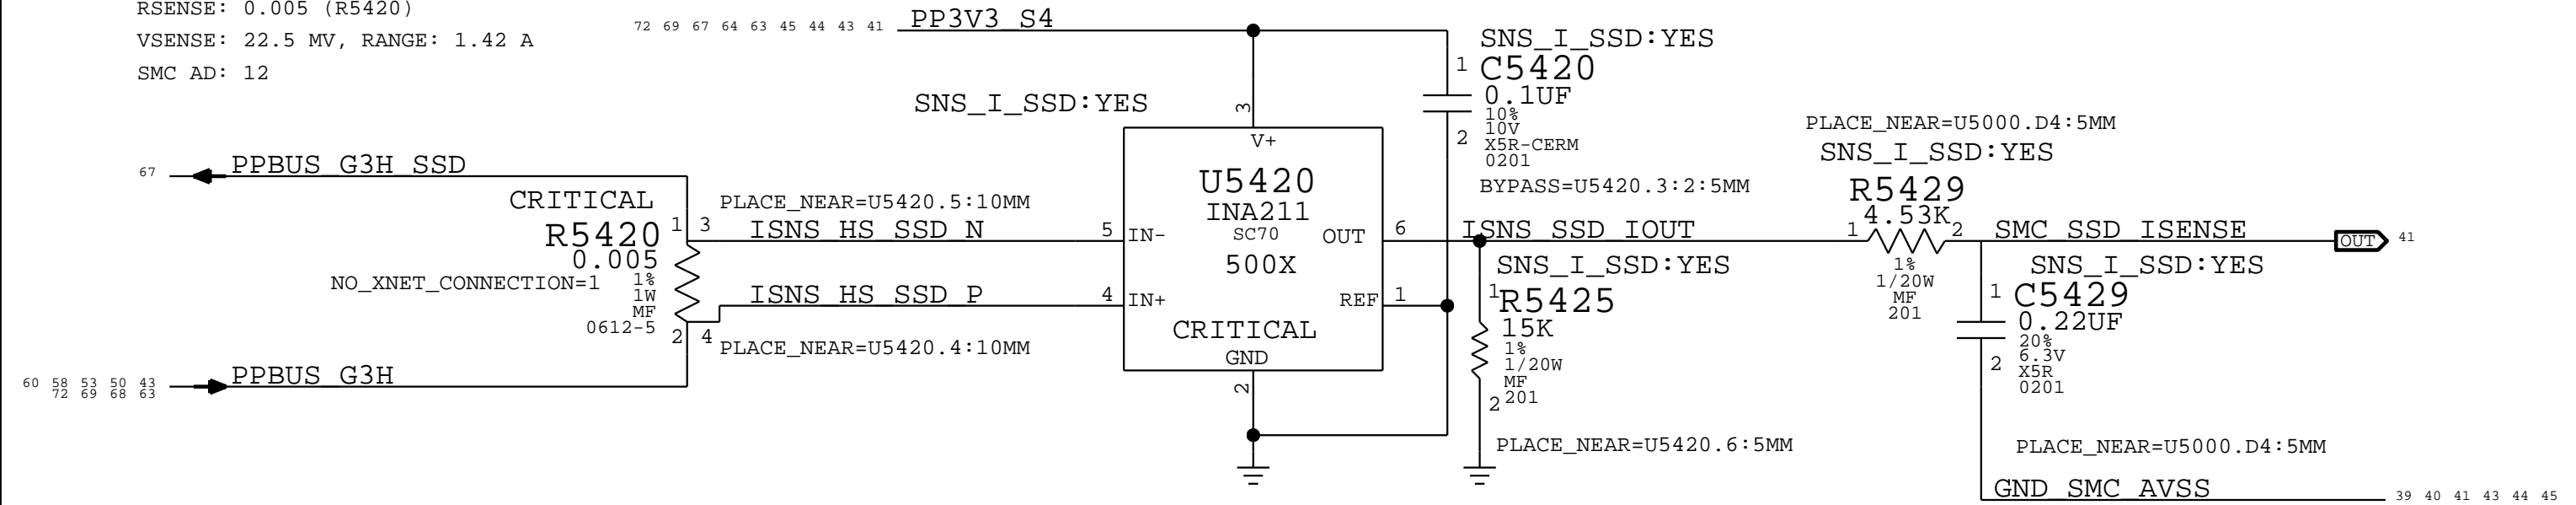 RSENSE: 0.005 (R5420)
VSENSE: 22.5 MV, RANGE: 1.42 A
SMC AD: 12
72 69 67 64 63 45 44 43 41
PP3V3_S4
SNS_I_SSD:YES
3
V+
U5420
INA211
SC70
500X
CRITICAL
GND
2
5
IN-
4
IN+
OUT
6
REF
1
SNS_I_SSD:YES
1
C5420
0.1UF
10%
10V
2
X5R-CERM
0201
BYPASS=U5420.3:2:5MM
67
PPBUS_G3H_SSD
CRITICAL
R5420
0.005
1%
NO_XNET_CONNECTION=1
1W
MF
0612-5
1 3
2 4
PLACE_NEAR=U5420.5:10MM
ISNS_HS_SSD_N
ISNS_HS_SSD_P
PLACE_NEAR=U5420.4:10MM
60 58 53 50 43
72 69 68 63
PPBUS_G3H
ISNS_SSD_IOUT
SNS_I_SSD:YES
1
R5425
15K
1%
1/20W
MF
201
2
PLACE_NEAR=U5420.6:5MM
PLACE_NEAR=U5000.D4:5MM
SNS_I_SSD:YES
R5429
4.53K
1
2
1%
1/20W
MF
201
SMC_SSD_ISENSE
OUT
41
SNS_I_SSD:YES
1
C5429
0.22UF
20%
6.3V
2
X5R
0201
PLACE_NEAR=U5000.D4:5MM
GND_SMC_AVSS
39 40 41 43 44 45